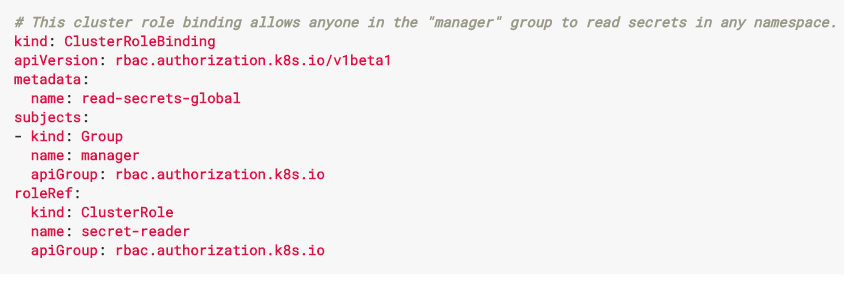 # This cluster role binding allows anyone in the "manager" group to read secrets in any namespace.
kind: ClusterRoleBinding
apiVersion: rbac.authorization.k8s.io/v1beta1
metadata:
  name: read-secrets-global
subjects:
- kind: Group
  name: manager
  apiGroup: rbac.authorization.k8s.io
roleRef:
  kind: ClusterRole
  name: secret-reader
  apiGroup: rbac.authorization.k8s.io